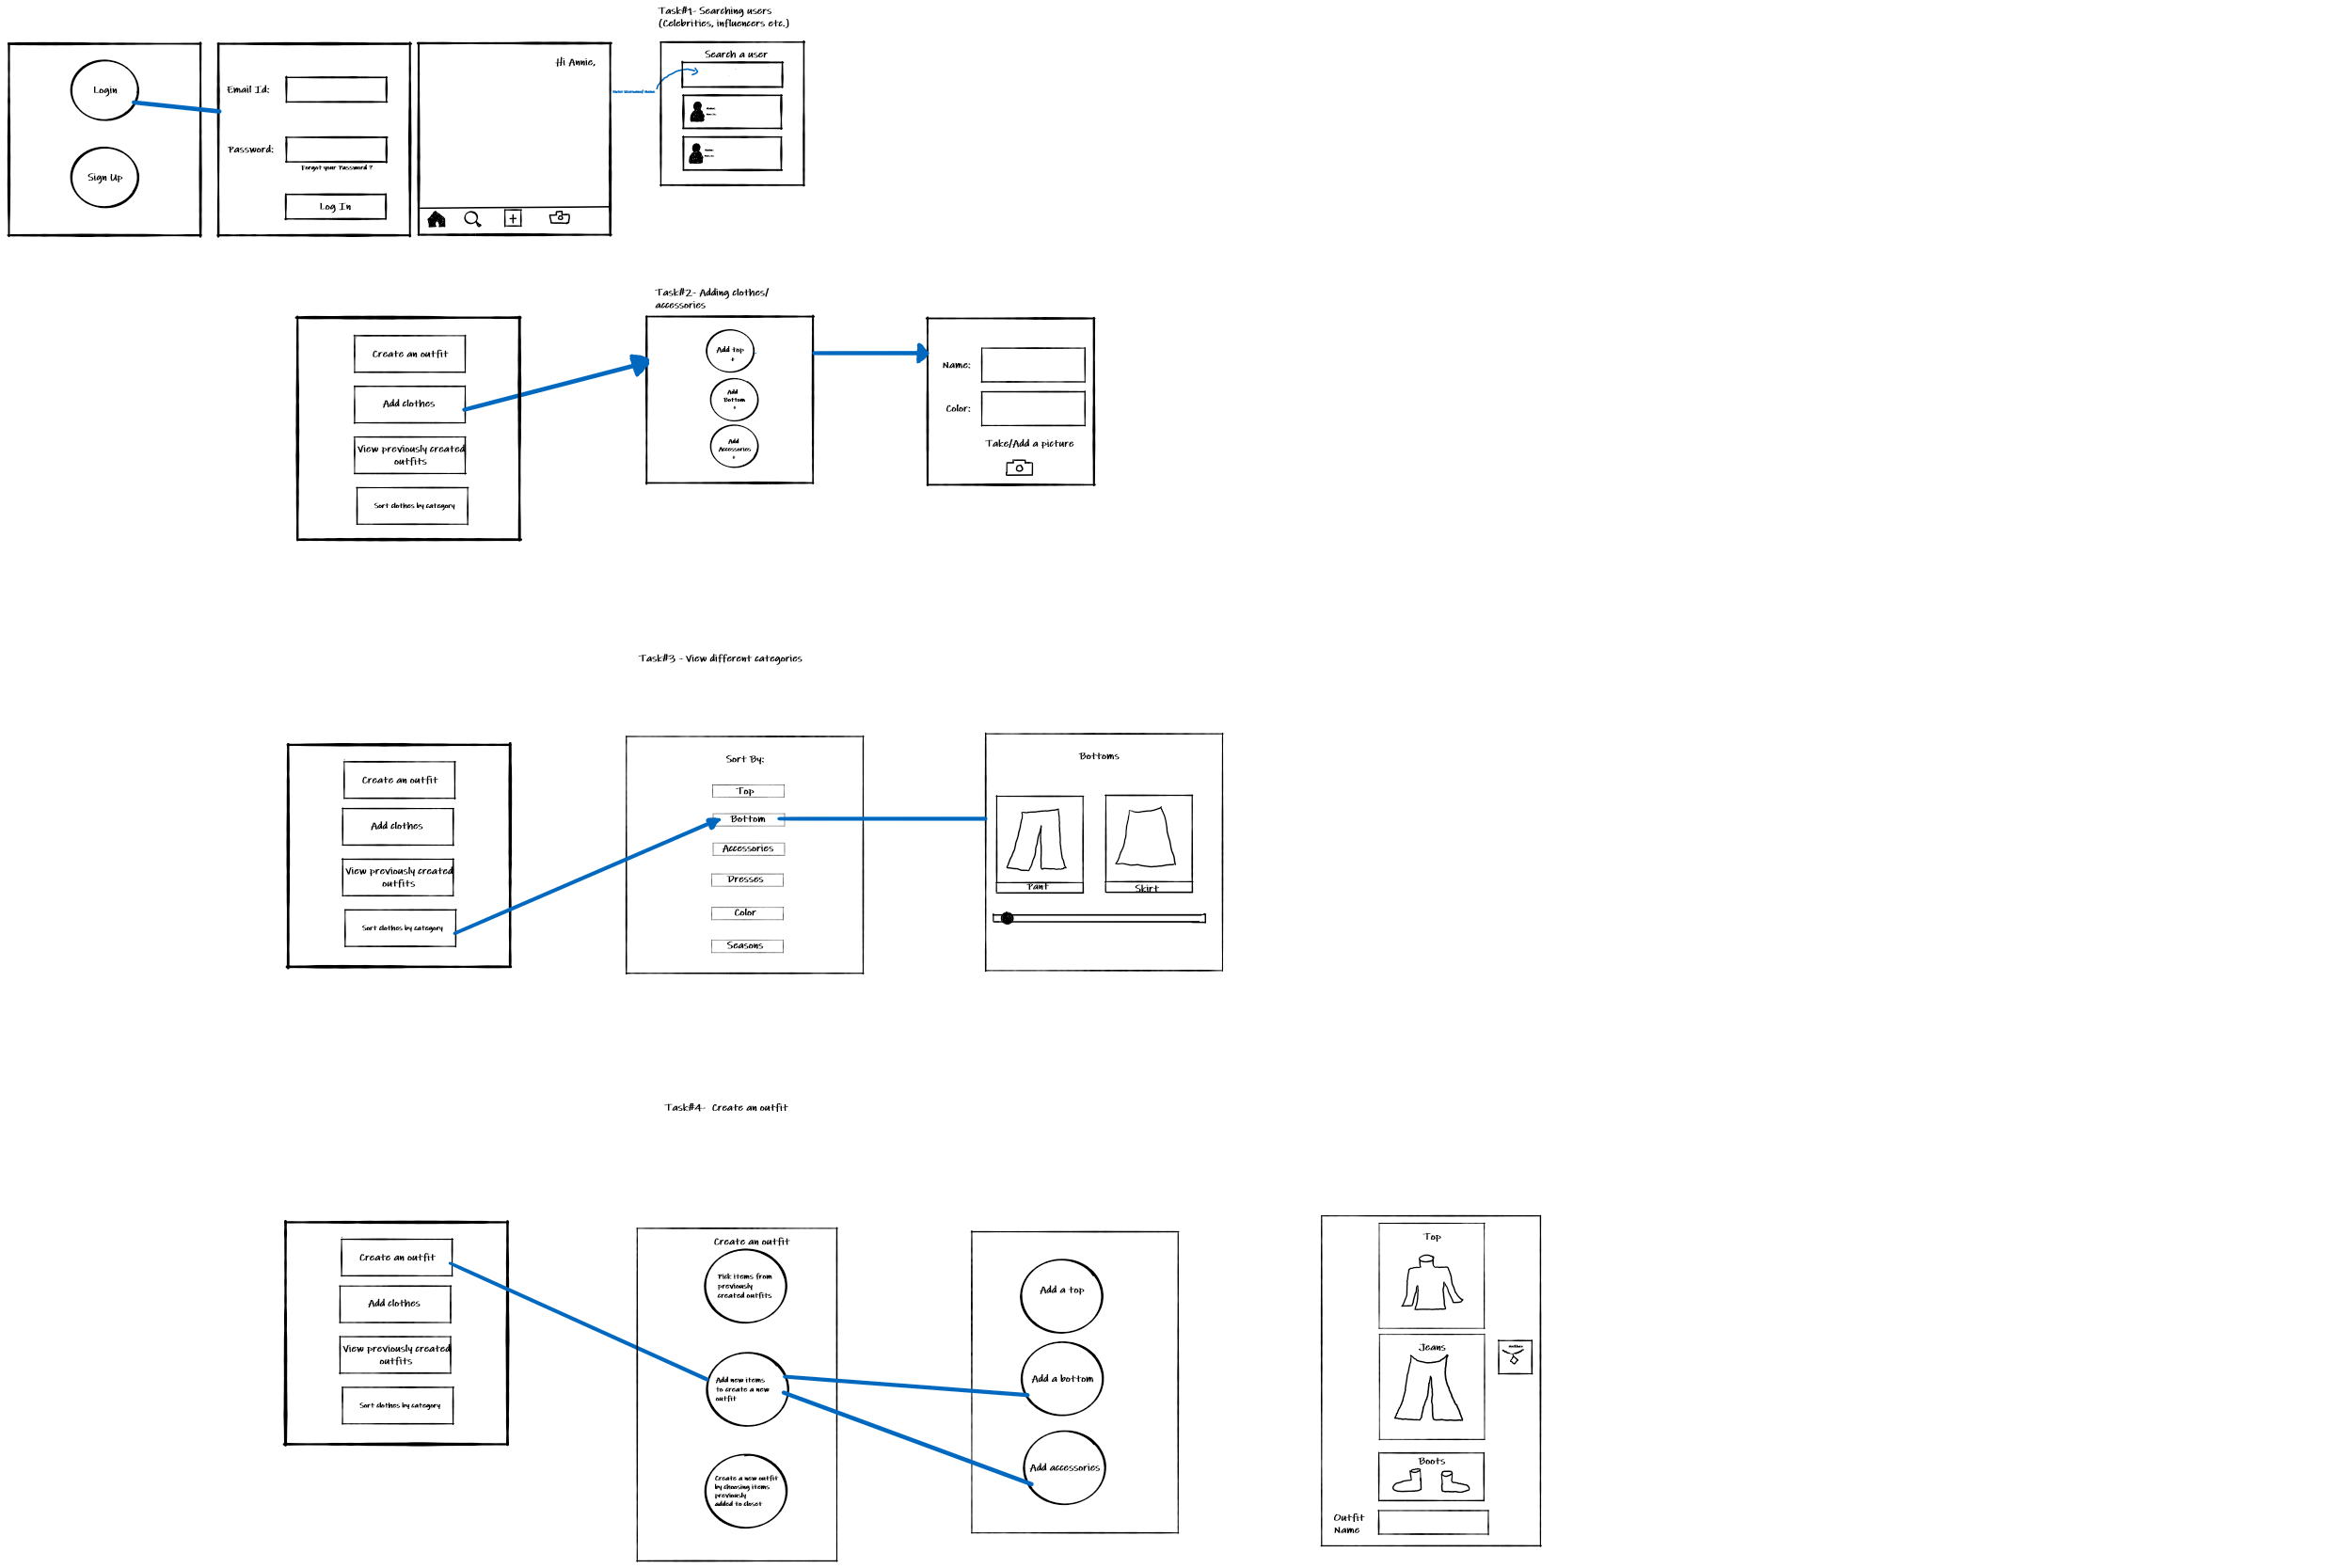 Task#1- Searching users
(Celebrities, influencers etc.)
Login
Sign Up
Email Id:
Password:
Forgot your Password ?
Log In
Hi Annie,
Search a user
Task#2- Adding clothes/
accessories
Create an outfit
Add clothes
View previously created
outfits
Sort clothes by category
Add top
+
Add
Bottom
+
Add
Accessories
+
Name:
Color:
Take/Add a picture
Task#3 - View different categories
Create an outfit
Add clothes
View previously created
outfits
Sort clothes by category
Sort By:
Top
Bottom
Accessories
Dresses
Color
Seasons
Bottoms
Pant
Skirt
Task#4- Create an outfit
Create an outfit
Add clothes
View previously created
outfits
Sort clothes by category
Create an outfit
Pick items from
previously
created outfits
Add new items
to create a new
outfit
Create a new outfit
by choosing items
previously
added to closet
Add a top
Add a bottom
Add accessories
Top
Jeans
Boots
Outfit
Name